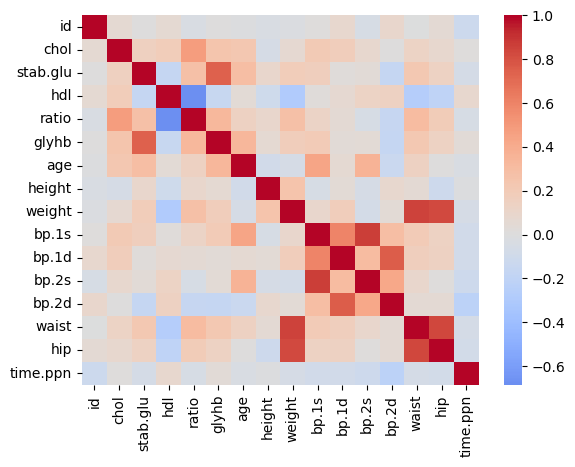 id
chol
stab.glu
hdl
ratio
glyhb
age
height
weight
bp.1s
bp.1d
bp.2s
bp.2d
waist
hip
time.ppn
id
chol
stab.glu
hdl
ratio
glyhb
age
height
weight
bp.1s
bp.1d
bp.2s
bp.2d
waist
hip
time.ppn
1.0
0.8
0.6
0.4
0.2
0.0
−0.2
−0.4
−0.6